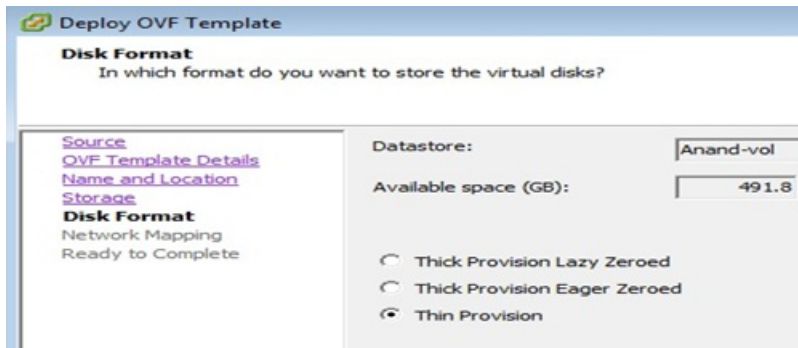 Deploy OVF Template
Disk Format
In which format do you want to store the virtual disks?
Source
OVF Template Details
Name and Location
Storage
Disk Format
Network Mapping
Ready to Complete
Datastore:
Anand-vol
Available space (GB):
491.8
Thick Provision Lazy Zeroed
Thick Provision Eager Zeroed
Thin Provision